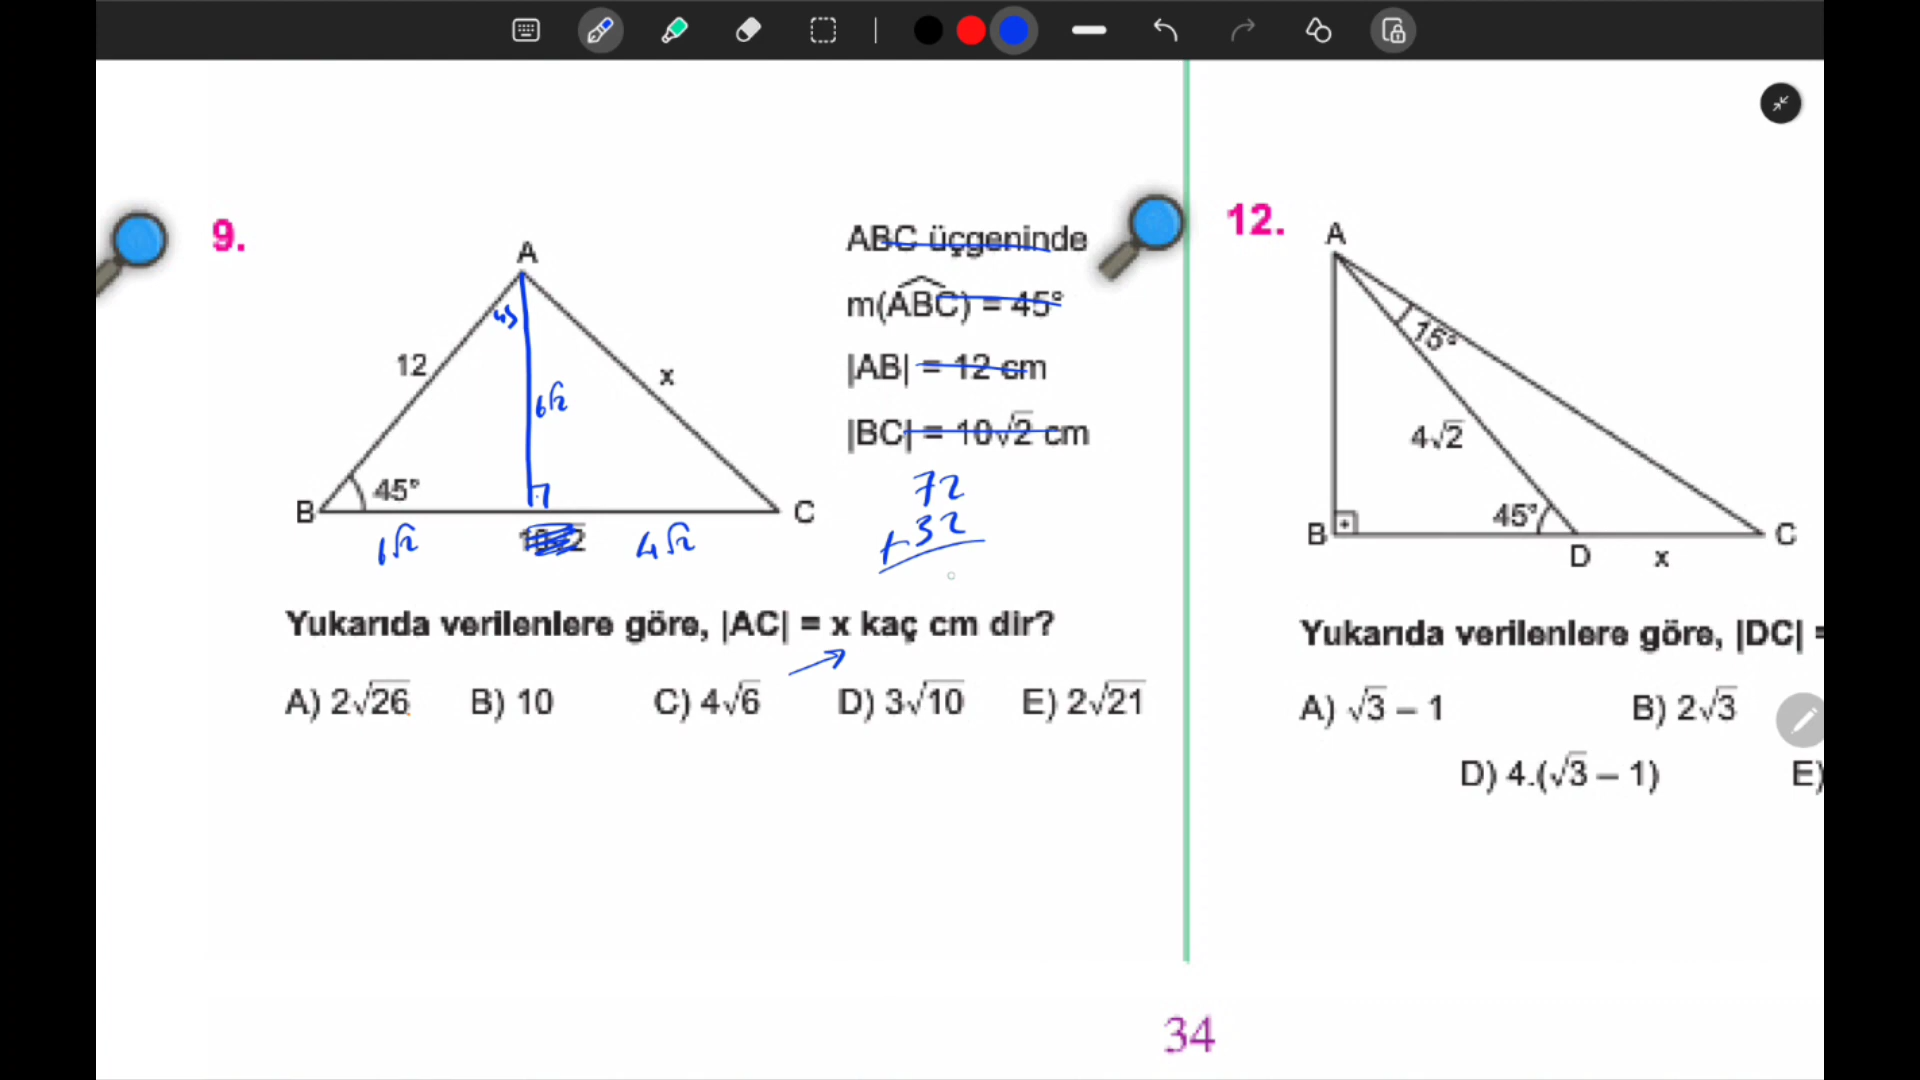 9.
A
45
12
x
6√2
B
45°
C
6√2
4√2
ABC üçgeninde
m(ABC) = 45°
|AB| = 12 cm
|BC| = 10√2 cm
72
+ 32
Yukarıda verilenlere göre, |AC| = x kaç cm dir?
A) 2√26 B) 10 C) 4√6 D) 3√10 E) 2√21
12.
A
15°
4√2
45°
B
D
x
C
Yukarıda verilenlere göre, |DC| =
A) √3 – 1 B) 2√3
D) 4.(√3 – 1) E)
34